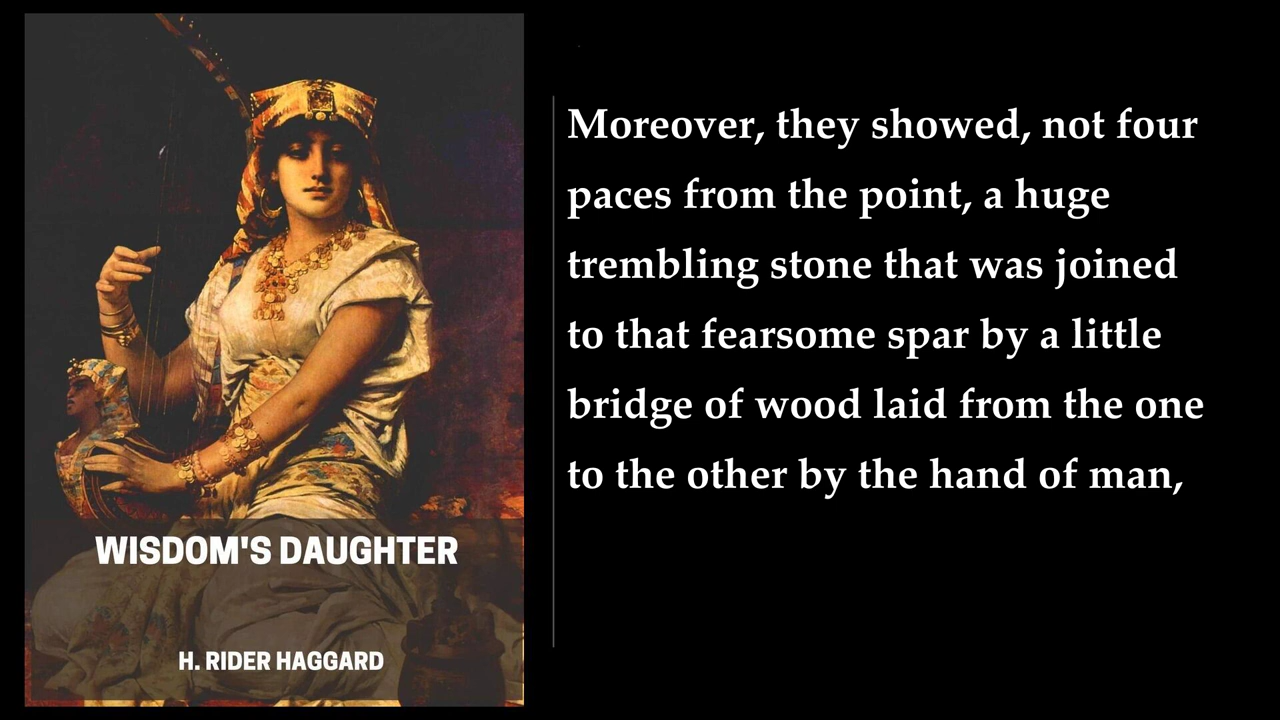 WISDOM'S DAUGHTER
H. RIDER HAGGARD
Moreover, they showed, not four
paces from the point, a huge
trembling stone that was joined
to that fearsome spar by a little
bridge of wood laid from the one
to the other by the hand of man,